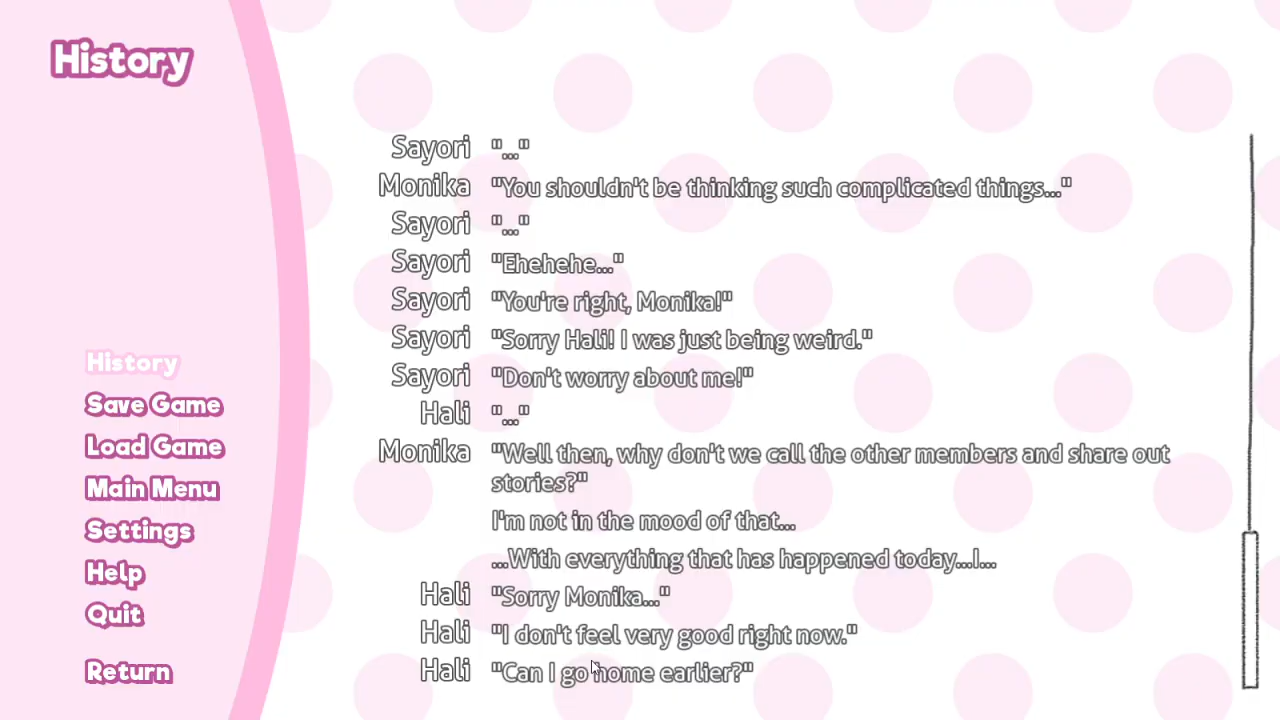 History
Sayori "..."
Monika "You shouldn't be thinking such complicated things..."
Sayori "..."
Sayori "Ehehehe..."
Sayori "You're right, Monika!"
Sayori "Sorry Hali! I was just being weird."
Sayori "Don't worry about me!"
Hali "..."
Monika "Well then, why don't we call the other members and share out
stories?"
I'm not in the mood of that...
...With everything that has happened today...I...
Hali "Sorry Monika..."
Hali "I don't feel very good right now."
Hali "Can I go home earlier?"
History
Save Game
Load Game
Main Menu
Settings
Help
Quit
Return